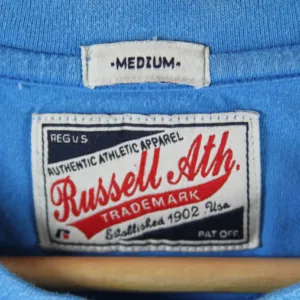 •MEDIUM•
REG U S
AUTHENTIC ATHLETIC APPAREL
Russell Ath.
TRADEMARK
Established 1902 USA
R
PAT OFF